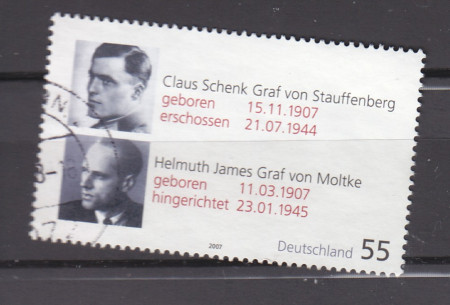 Claus Schenk Graf von Stauffenberg
geboren 15.11.1907
erschossen 21.07.1944
Helmuth James Graf von Moltke
geboren 11.03.1907
hingerichtet 23.01.1945
2007 Deutschland 55